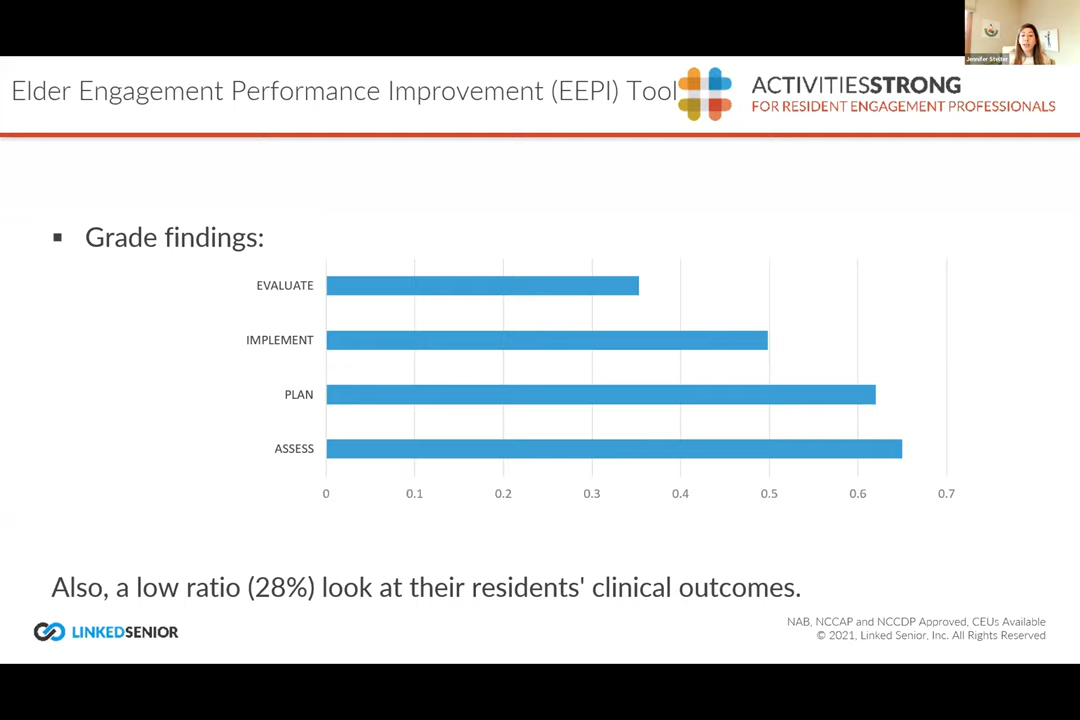 Jennifer Stelter
Elder Engagement Performance Improvement (EEPI) Tool
ACTIVITIESSTRONG
FOR RESIDENT ENGAGEMENT PROFESSIONALS
▪ Grade findings:
EVALUATE
IMPLEMENT
PLAN
ASSESS
0 0.1 0.2 0.3 0.4 0.5 0.6 0.7
Also, a low ratio (28%) look at their residents' clinical outcomes.
LINKEDSENIOR
NAB, NCCAP and NCCDP Approved, CEUs Available
© 2021, Linked Senior, Inc. All Rights Reserved